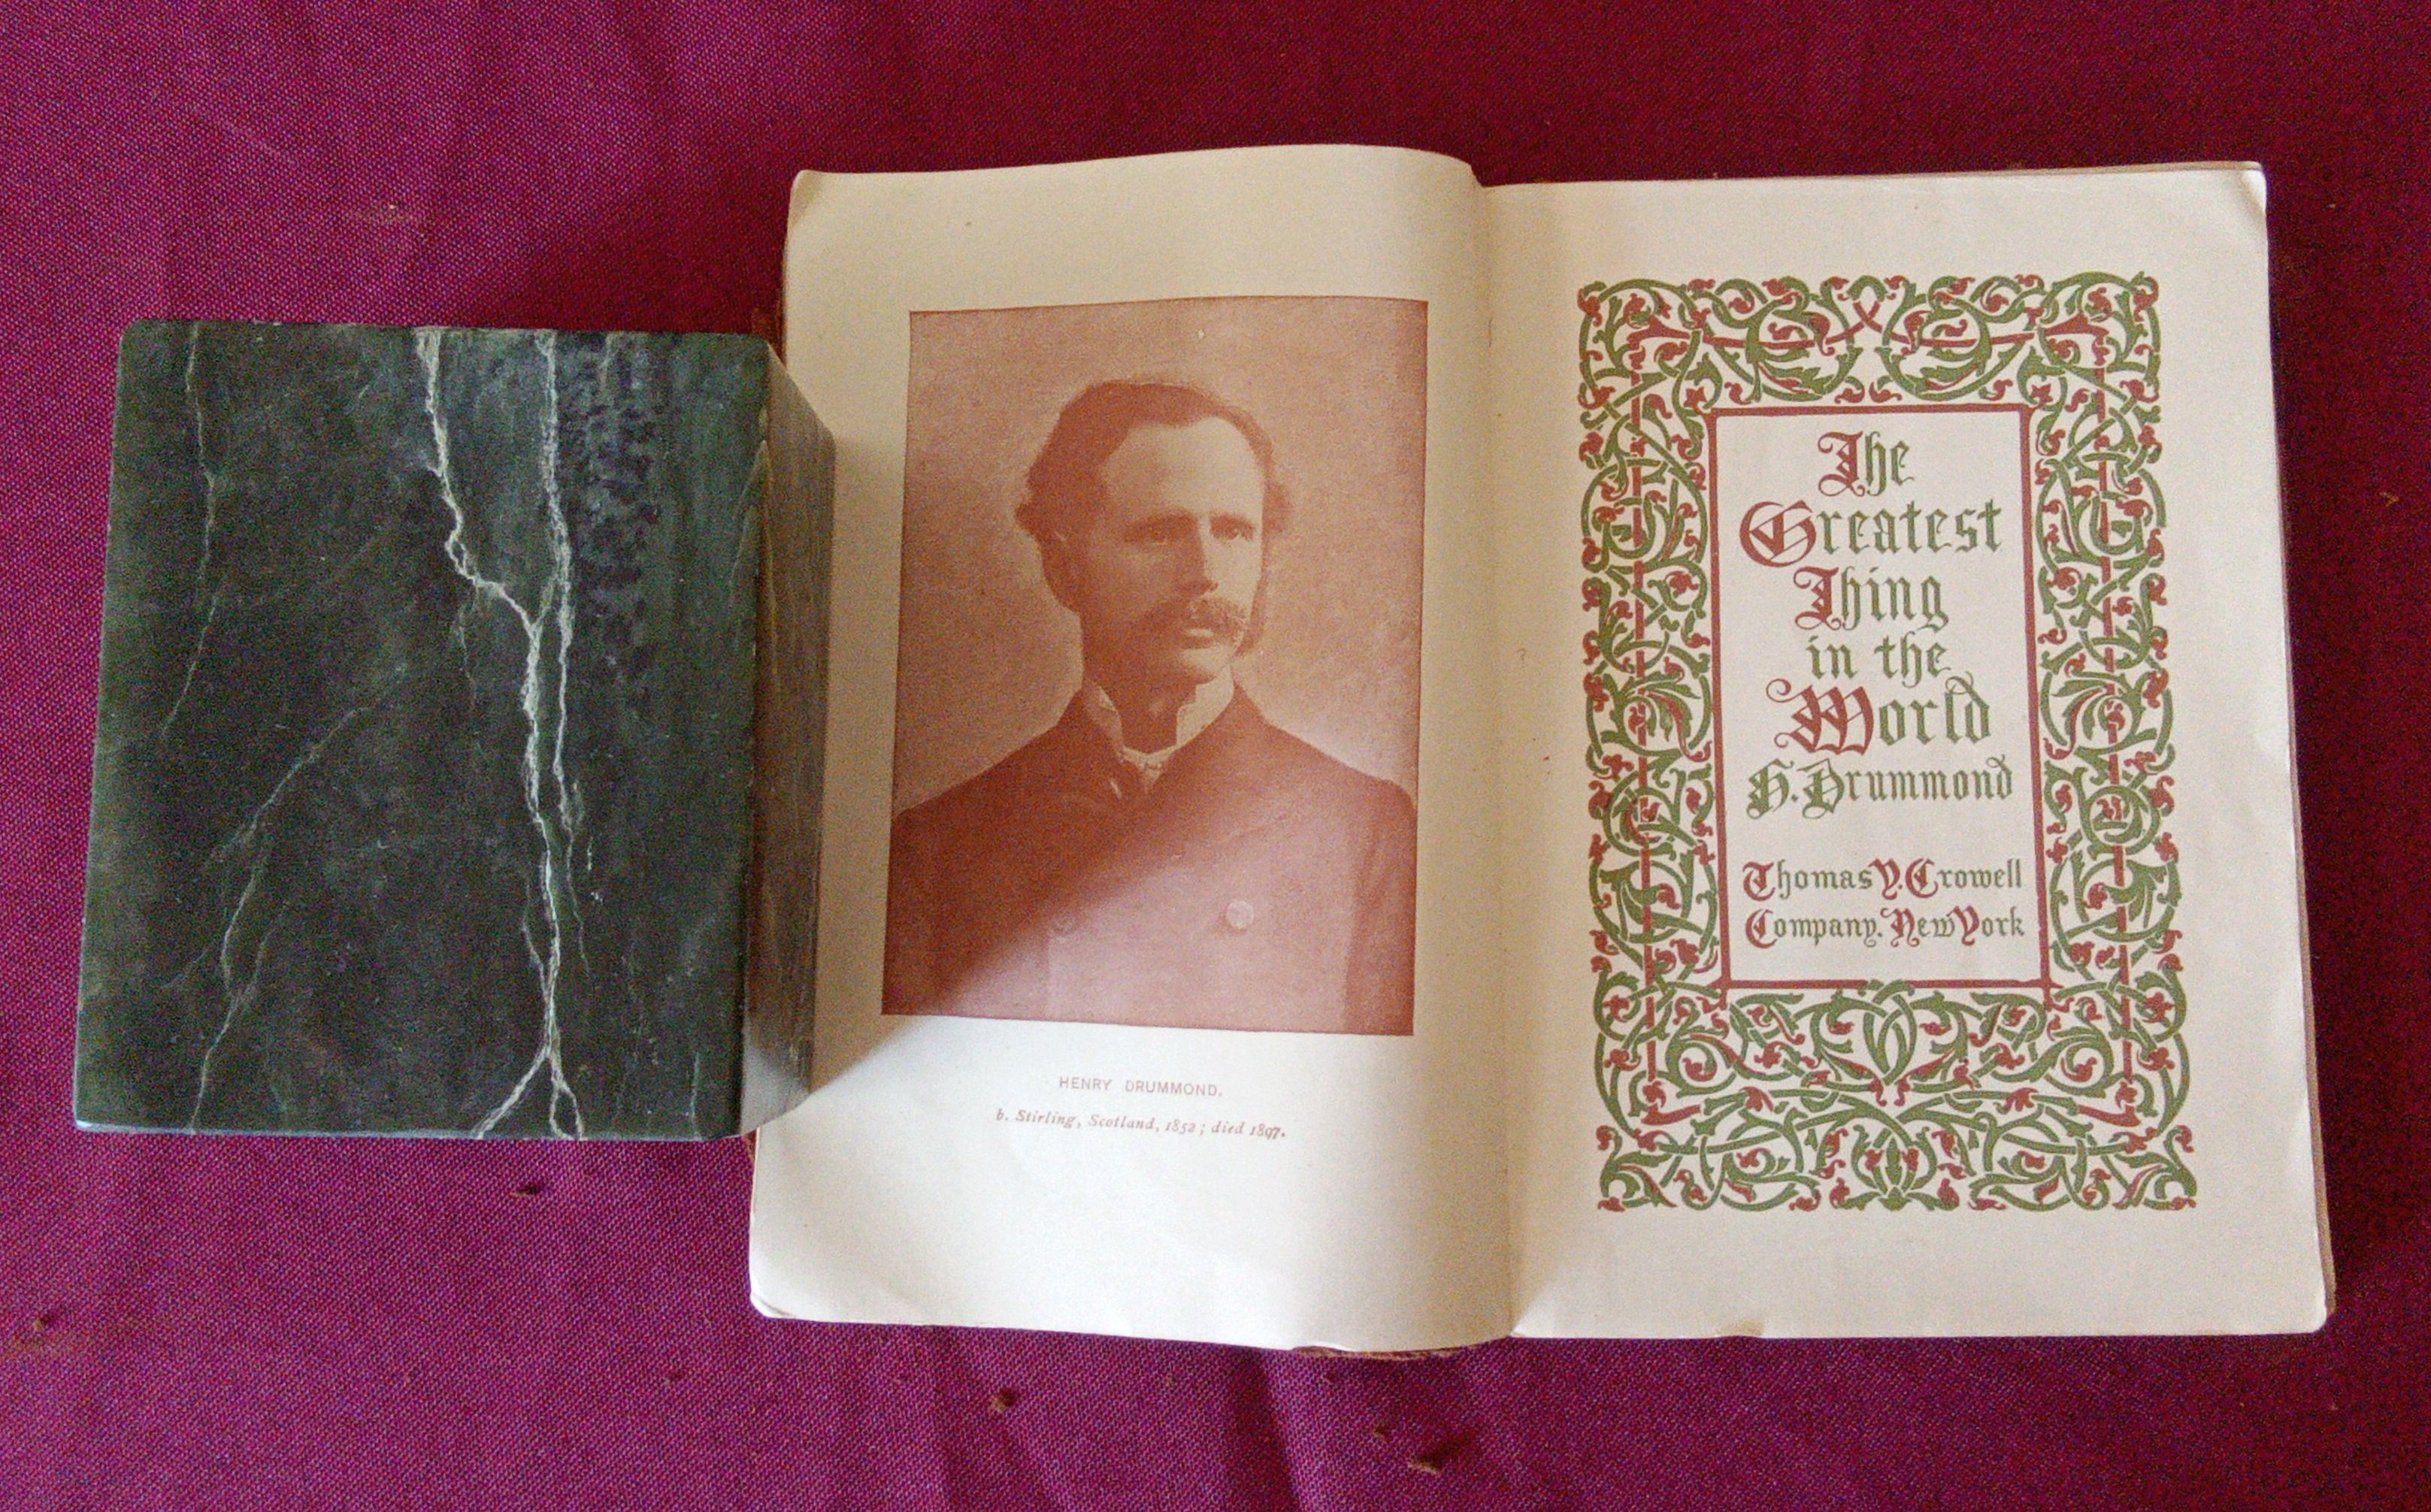 HENRY DRUMMOND.
b. Stirling, Scotland, 1852; died 1897.
The
Greatest
Thing
in the
World
H. Drummond
Thomas Y. Crowell
Company. New York